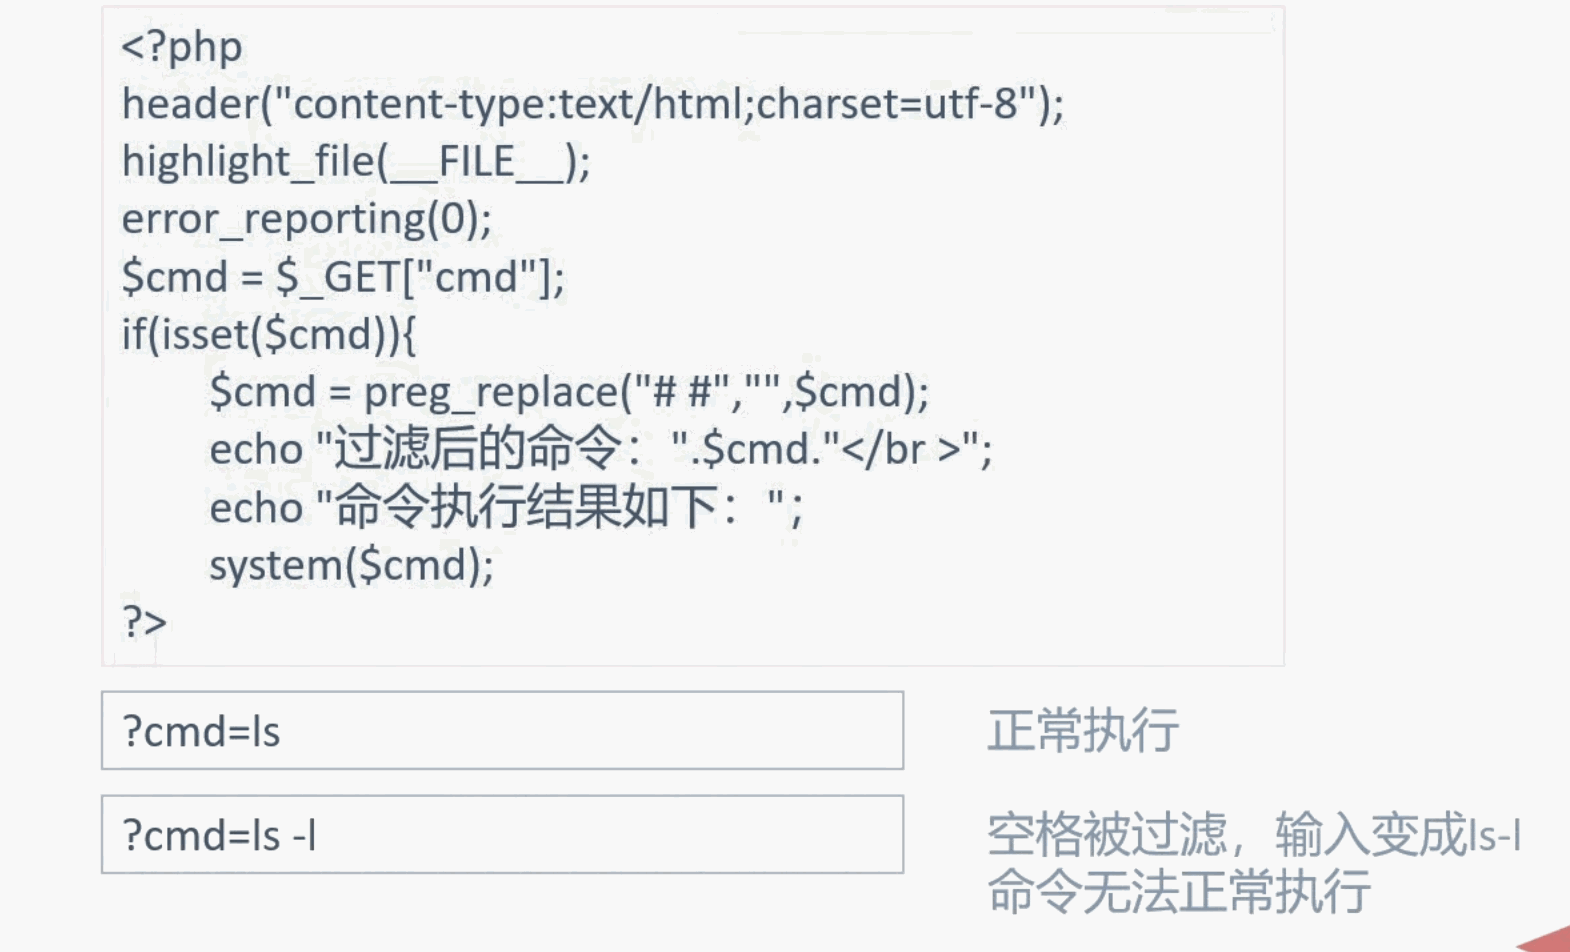 <?php
header("content-type:text/html;charset=utf-8");
highlight_file(__FILE__);
error_reporting(0);
$cmd = $_GET["cmd"];
if(isset($cmd)){
$cmd = preg_replace("# #","",$cmd);
echo "过滤后的命令：".$cmd."</br >";
echo "命令执行结果如下：";
system($cmd);
?>
?cmd=ls
正常执行
?cmd=ls -l
空格被过滤，输入变成ls-l
命令无法正常执行